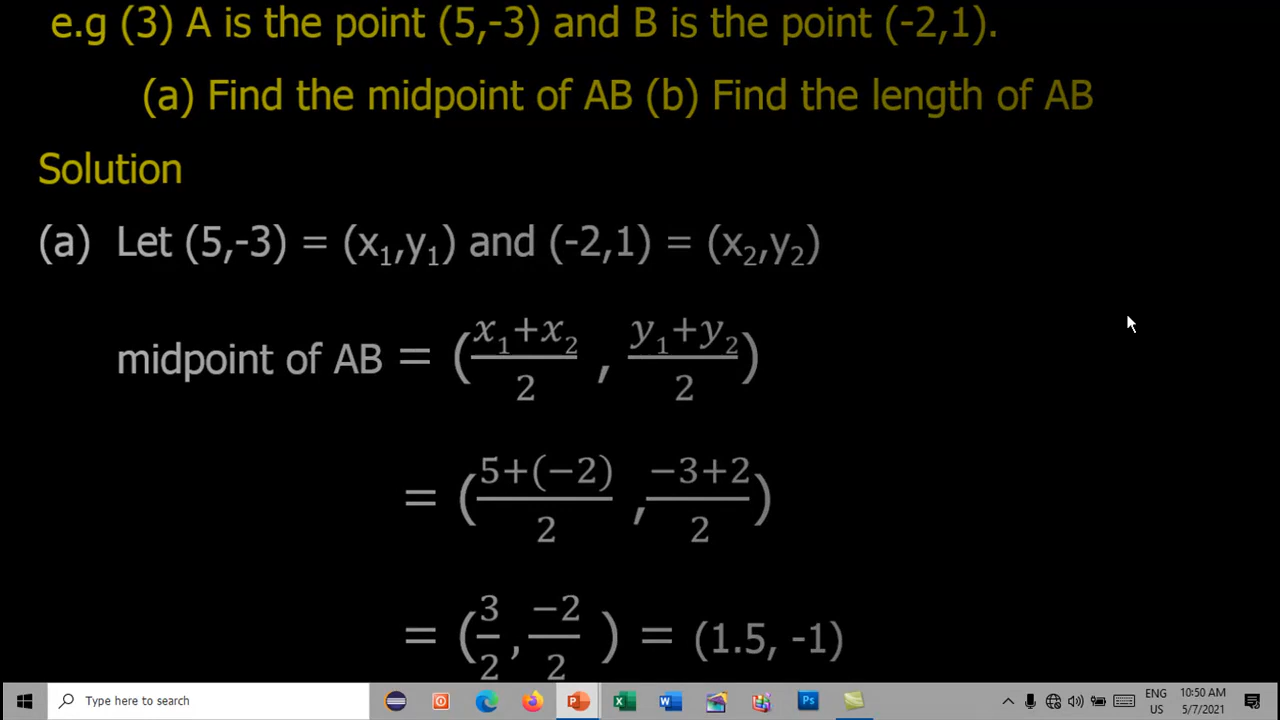 e.g (3) A is the point (5,-3) and B is the point (-2,1).
(a) Find the midpoint of AB (b) Find the length of AB
Solution
(a) Let (5,-3) = (x₁,y₁) and (-2,1) = (x₂,y₂)
midpoint of AB = (x₁+x₂/2 , y₁+y₂/2)
= (5+(−2)/2 , −3+2/2)
= (3/2 , −2/2) = (1.5, -1)
Type here to search
ENG
US
10:50 AM
5/7/2021